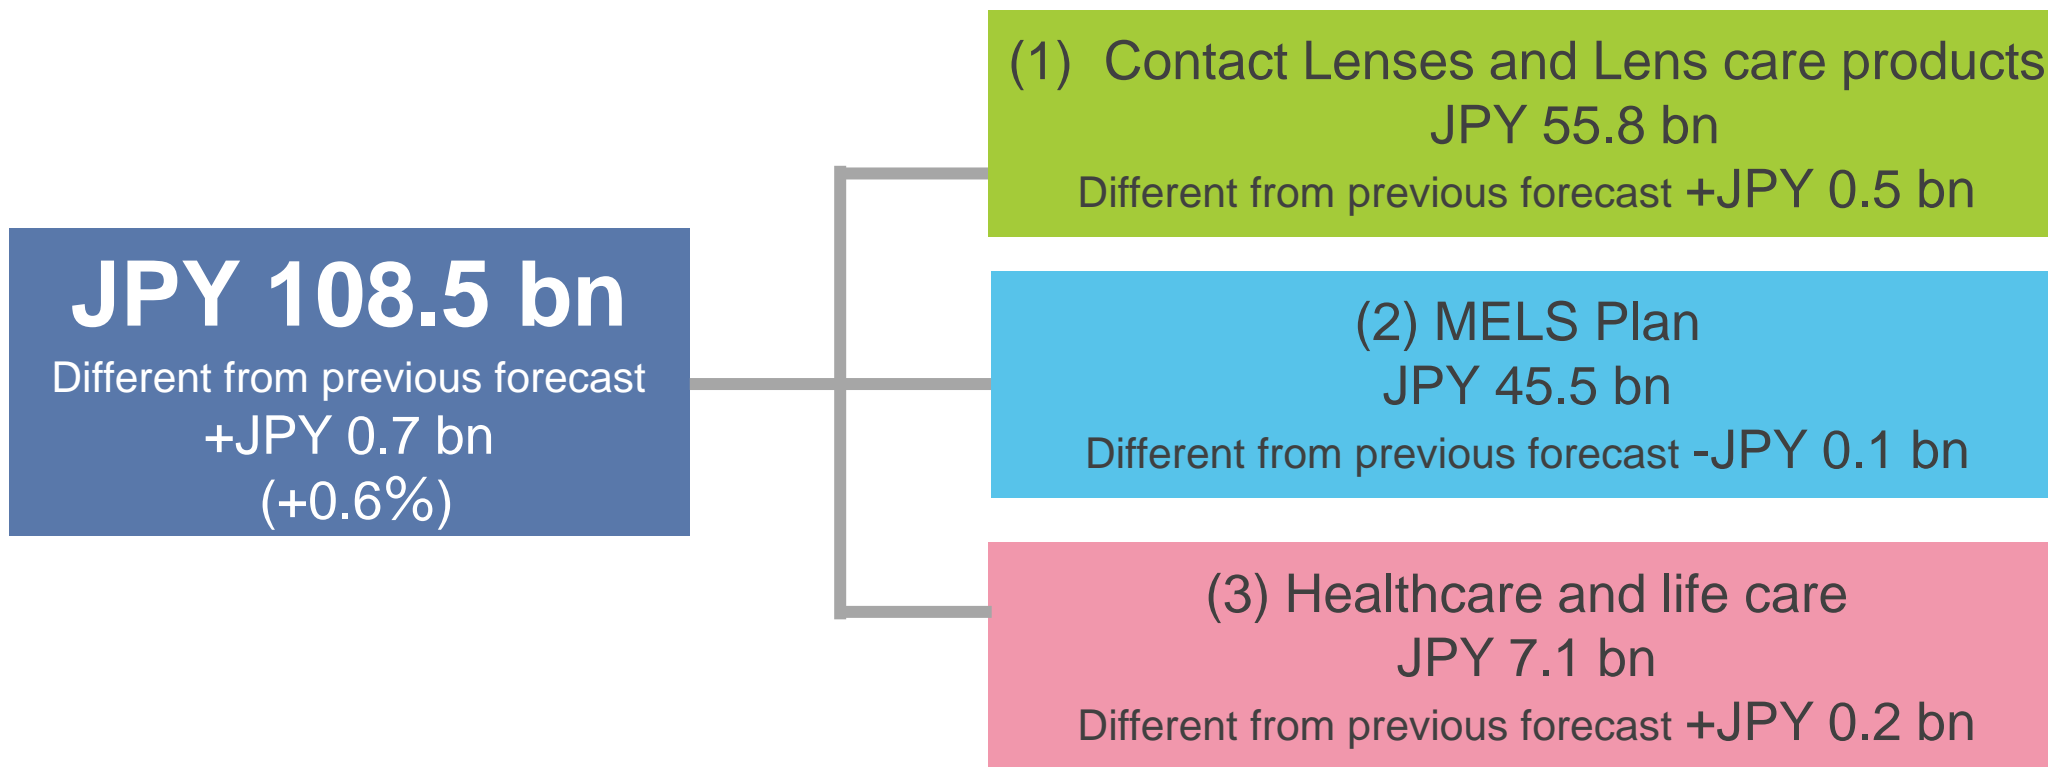 JPY 108.5 bn
Different from previous forecast
+JPY 0.7 bn
(+0.6%)
(1) Contact Lenses and Lens care products
JPY 55.8 bn
Different from previous forecast +JPY 0.5 bn
(2) MELS Plan
JPY 45.5 bn
Different from previous forecast -JPY 0.1 bn
(3) Healthcare and life care
JPY 7.1 bn
Different from previous forecast +JPY 0.2 bn